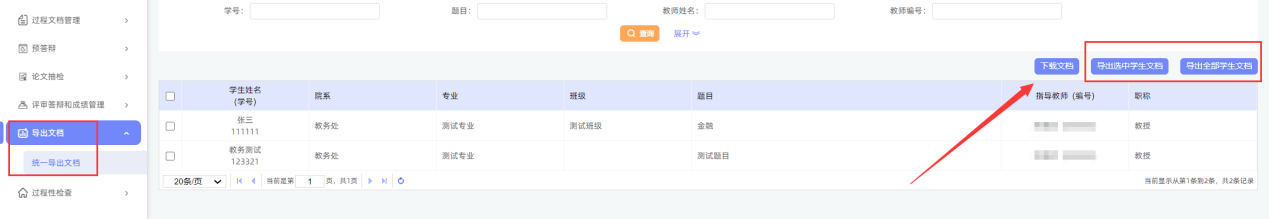 过程文档管理
预答辩
论文抽检
评审答辩和成绩管理
导出文档
统一导出文档
过程性检查
学号： 题目： 教师姓名： 教师编号：
查询 展开
下载文档 导出选中学生文档 导出全部学生文档
学生姓名（学号） 院系 专业 班级 题目 指导教师（编号） 职称
张三 111111 教务处 测试专业 测试班级 金融 教授
教务测试 123321 教务处 测试专业 测试题目 教授
20条/页 当前是第 1 页，共1页 当前显示从第1条到2条，共2条记录